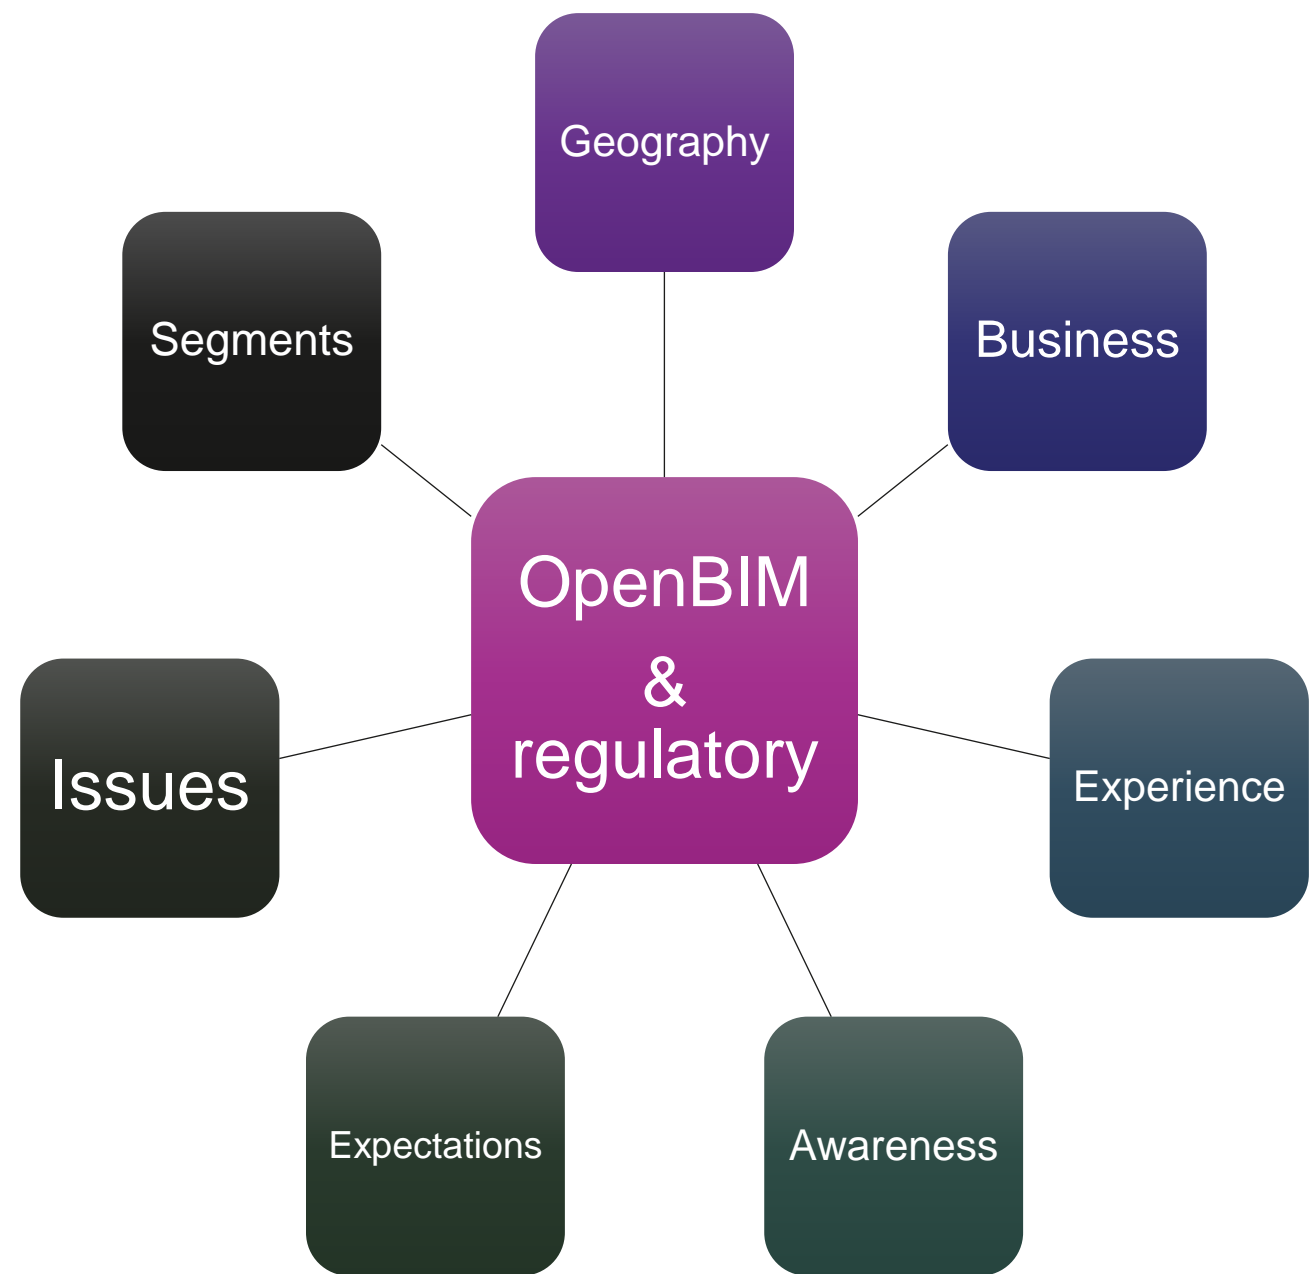 Geography
Segments
Business
OpenBIM
&
regulatory
Issues
Experience
Expectations
Awareness